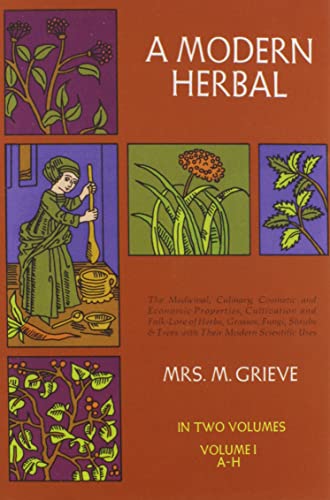 A MODERN
HERBAL
The Medicinal, Culinary, Cosmetic and
Economic Properties, Cultivation and
Folk-Lore of Herbs, Grasses, Fungi, Shrubs
& Trees with Their Modern Scientific Uses
MRS. M. GRIEVE
IN TWO VOLUMES
VOLUME I
A-H